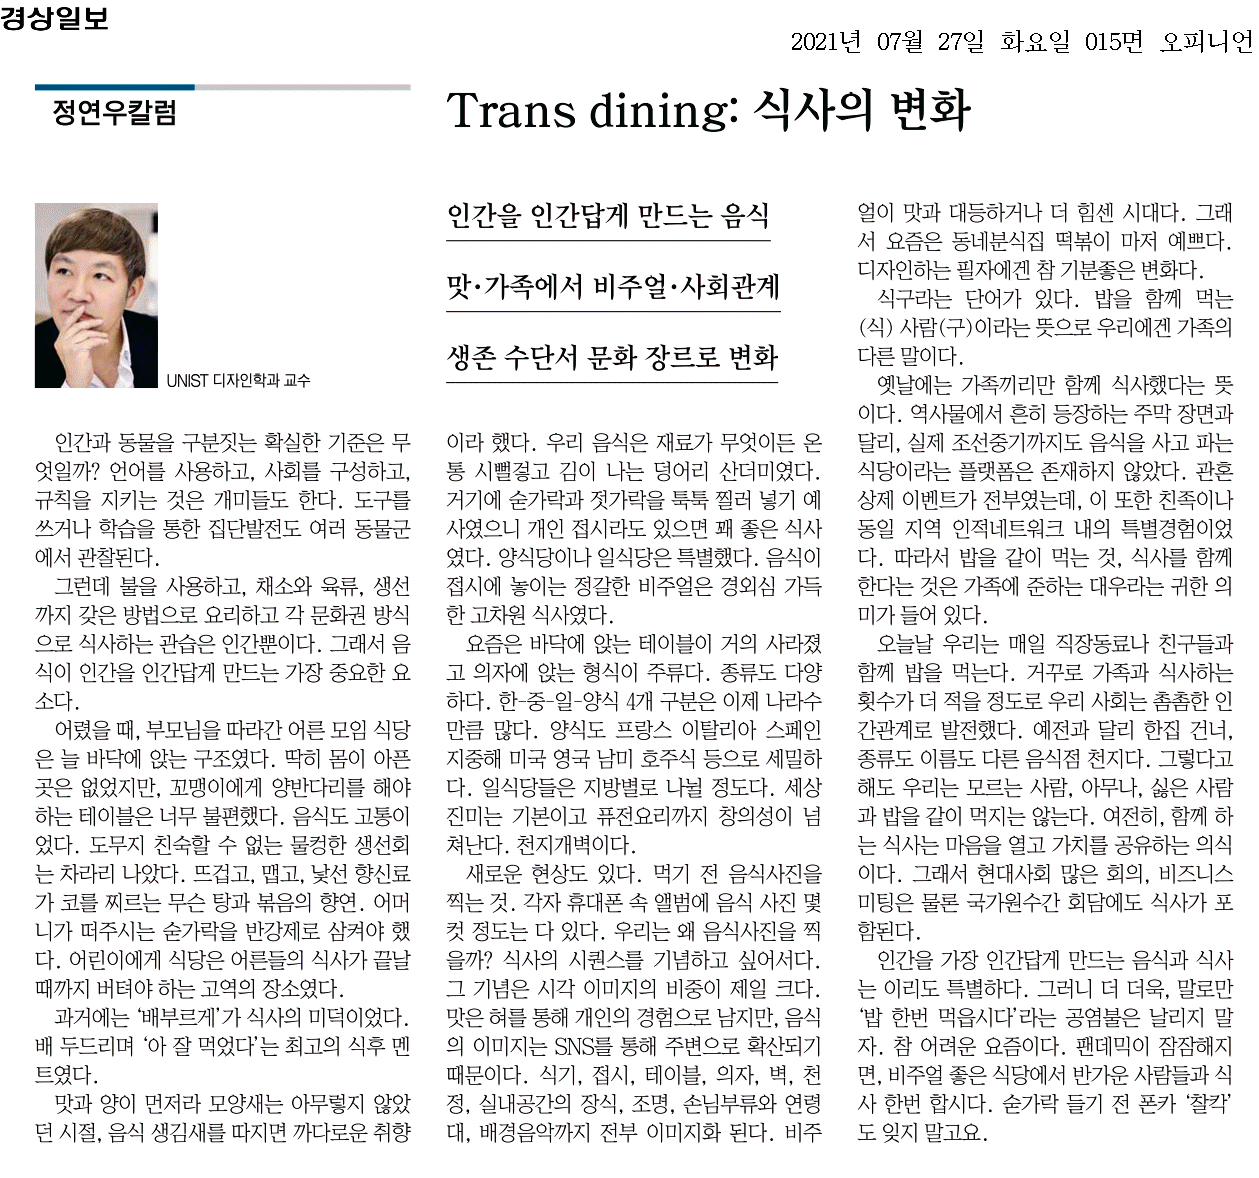 경상일보
2021년 07월 27일 화요일 015면 오피니언
정연우칼럼
Trans dining: 식사의 변화
UNIST 디자인학과 교수
인간을 인간답게 만드는 음식
맛·가족에서 비주얼·사회관계
생존 수단서 문화 장르로 변화
인간과 동물을 구분짓는 확실한 기준은 무
엇일까? 언어를 사용하고, 사회를 구성하고,
규칙을 지키는 것은 개미들도 한다. 도구를
쓰거나 학습을 통한 집단발전도 여러 동물군
에서 관찰된다.
그런데 불을 사용하고, 채소와 육류, 생선
까지 갖은 방법으로 요리하고 각 문화권 방식
으로 식사하는 관습은 인간뿐이다. 그래서 음
식이 인간을 인간답게 만드는 가장 중요한 요
소다.
어렸을 때, 부모님을 따라간 어른 모임 식당
은 늘 바닥에 앉는 구조였다. 딱히 몸이 아픈
곳은 없었지만, 꼬맹이에게 양반다리를 해야
하는 테이블은 너무 불편했다. 음식도 고통이
었다. 도무지 친숙할 수 없는 물컹한 생선회
는 차라리 나았다. 뜨겁고, 맵고, 낯선 향신료
가 코를 찌르는 무슨 탕과 볶음의 향연. 어머
니가 떠주시는 숟가락을 반강제로 삼켜야 했
다. 어린이에게 식당은 어른들의 식사가 끝날
때까지 버텨야 하는 고역의 장소였다.
과거에는 ‘배부르게’가 식사의 미덕이었다.
배 두드리며 ‘아 잘 먹었다’는 최고의 식후 멘
트였다.
맛과 양이 먼저라 모양새는 아무렇지 않았
던 시절, 음식 생김새를 따지면 까다로운 취향
이라 했다. 우리 음식은 재료가 무엇이든 온
통 시뻘겋고 김이 나는 덩어리 산더미였다.
거기에 숟가락과 젓가락을 툭툭 찔러 넣기 예
사였으니 개인 접시라도 있으면 꽤 좋은 식사
였다. 양식당이나 일식당은 특별했다. 음식이
접시에 놓이는 정갈한 비주얼은 경외심 가득
한 고차원 식사였다.
요즘은 바닥에 앉는 테이블이 거의 사라졌
고 의자에 앉는 형식이 주류다. 종류도 다양
하다. 한-중-일-양식 4개 구분은 이제 나라수
만큼 많다. 양식도 프랑스 이탈리아 스페인
지중해 미국 영국 남미 호주식 등으로 세밀하
다. 일식당들은 지방별로 나뉠 정도다. 세상
진미는 기본이고 퓨전요리까지 창의성이 넘
쳐난다. 천지개벽이다.
새로운 현상도 있다. 먹기 전 음식사진을
찍는 것. 각자 휴대폰 속 앨범에 음식 사진 몇
컷 정도는 다 있다. 우리는 왜 음식사진을 찍
을까? 식사의 시퀀스를 기념하고 싶어서다.
그 기념은 시각 이미지의 비중이 제일 크다.
맛은 혀를 통해 개인의 경험으로 남지만, 음식
의 이미지는 SNS를 통해 주변으로 확산되기
때문이다. 식기, 접시, 테이블, 의자, 벽, 천
정, 실내공간의 장식, 조명, 손님부류와 연령
대, 배경음악까지 전부 이미지화 된다. 비주
얼이 맛과 대등하거나 더 힘센 시대다. 그래
서 요즘은 동네분식집 떡볶이 마저 예쁘다.
디자인하는 필자에겐 참 기분좋은 변화다.
식구라는 단어가 있다. 밥을 함께 먹는
(식) 사람(구)이라는 뜻으로 우리에겐 가족의
다른 말이다.
옛날에는 가족끼리만 함께 식사했다는 뜻
이다. 역사물에서 흔히 등장하는 주막 장면과
달리, 실제 조선중기까지도 음식을 사고 파는
식당이라는 플랫폼은 존재하지 않았다. 관혼
상제 이벤트가 전부였는데, 이 또한 친족이나
동일 지역 인적네트워크 내의 특별경험이었
다. 따라서 밥을 같이 먹는 것, 식사를 함께
한다는 것은 가족에 준하는 대우라는 귀한 의
미가 들어 있다.
오늘날 우리는 매일 직장동료나 친구들과
함께 밥을 먹는다. 거꾸로 가족과 식사하는
횟수가 더 적을 정도로 우리 사회는 촘촘한 인
간관계로 발전했다. 예전과 달리 한집 건너,
종류도 이름도 다른 음식점 천지다. 그렇다고
해도 우리는 모르는 사람, 아무나, 싫은 사람
과 밥을 같이 먹지는 않는다. 여전히, 함께 하
는 식사는 마음을 열고 가치를 공유하는 의식
이다. 그래서 현대사회 많은 회의, 비즈니스
미팅은 물론 국가원수간 회담에도 식사가 포
함된다.
인간을 가장 인간답게 만드는 음식과 식사
는 이리도 특별하다. 그러니 더 더욱, 말로만
‘밥 한번 먹읍시다’라는 공염불은 날리지 말
자. 참 어려운 요즘이다. 팬데믹이 잠잠해지
면, 비주얼 좋은 식당에서 반가운 사람들과 식
사 한번 합시다. 숟가락 들기 전 폰카 ‘찰칵’
도 잊지 말고요.